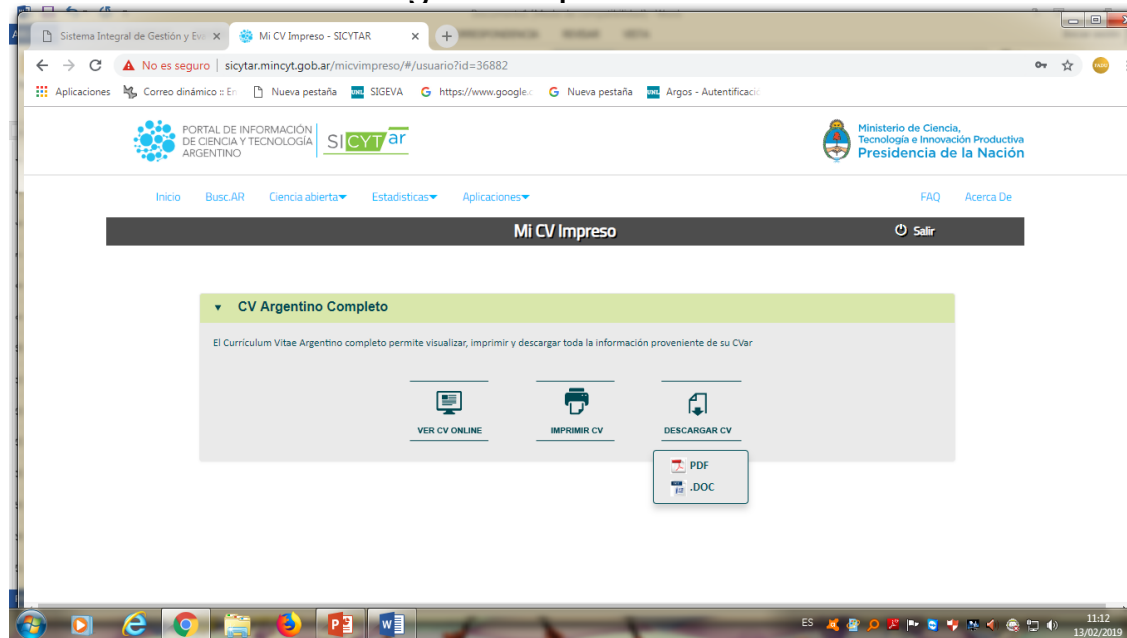 Sistema Integral de Gestión y Ev
Mi CV Impreso - SICYTAR
No es seguro | sicytar.mincyt.gob.ar/micvimpreso/#/usuario?id=36882
Aplicaciones
Correo dinámico :: En
Nueva pestaña
UNL SIGEVA
G https://www.google.c
G Nueva pestaña
UNL Argos - Autentificació
PORTAL DE INFORMACIÓN
DE CIENCIA Y TECNOLOGÍA
ARGENTINO
SICYTar
Ministerio de Ciencia,
Tecnología e Innovación Productiva
Presidencia de la Nación
Inicio Busc.AR Ciencia abierta Estadisticas Aplicaciones FAQ Acerca De
Mi CV Impreso
Salir
CV Argentino Completo
El Currículum Vitae Argentino completo permite visualizar, imprimir y descargar toda la información proveniente de su CVar
VER CV ONLINE IMPRIMIR CV DESCARGAR CV
PDF
.DOC
ES
11:12
13/02/2019